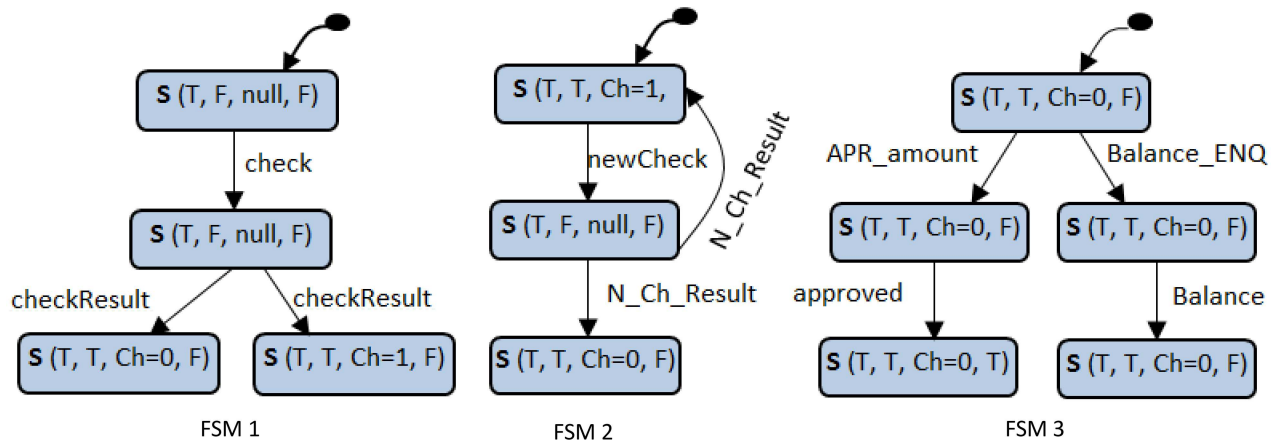 S (T, F, null, F)
check
S (T, F, null, F)
checkResult
checkResult
S (T, T, Ch=0, F)
S (T, T, Ch=1, F)
FSM 1
S (T, T, Ch=1,
newCheck
N_Ch_Result
S (T, F, null, F)
N_Ch_Result
S (T, T, Ch=0, F)
FSM 2
S (T, T, Ch=0, F)
APR_amount
Balance_ENQ
S (T, T, Ch=0, F)
S (T, T, Ch=0, F)
approved
Balance
S (T, T, Ch=0, T)
S (T, T, Ch=0, F)
FSM 3